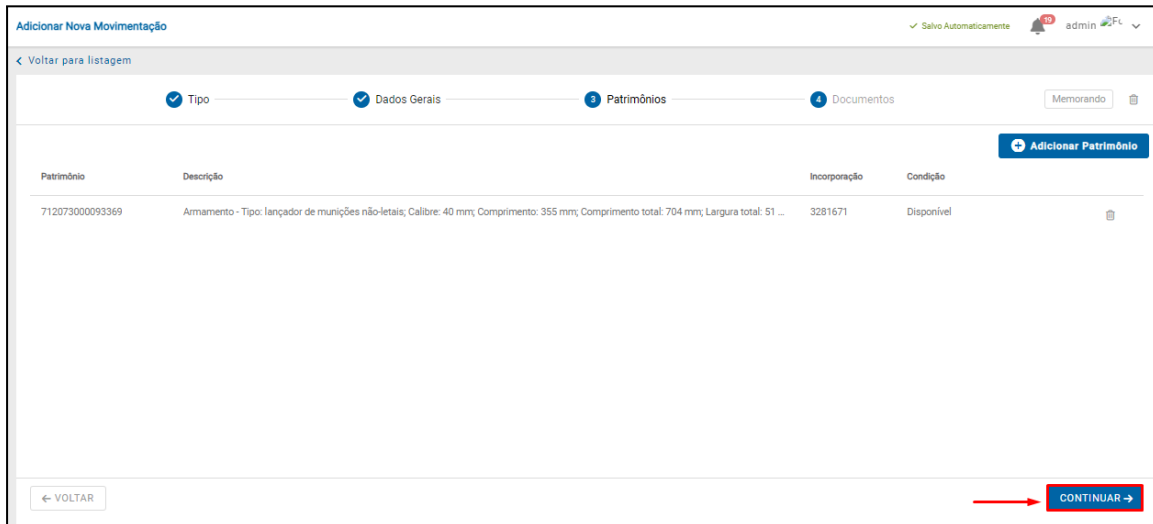 Adicionar Nova Movimentação
Salvo Automaticamente
19
admin
Voltar para listagem
Tipo
Dados Gerais
3 Patrimônios
4 Documentos
Memorando
Adicionar Patrimônio
Patrimônio Descrição Incorporação Condição
712073000093369 Armamento - Tipo: lançador de munições não-letais; Calibre: 40 mm; Comprimento: 355 mm; Comprimento total: 704 mm; Largura total: 51 ... 3281671 Disponível
← VOLTAR
CONTINUAR →